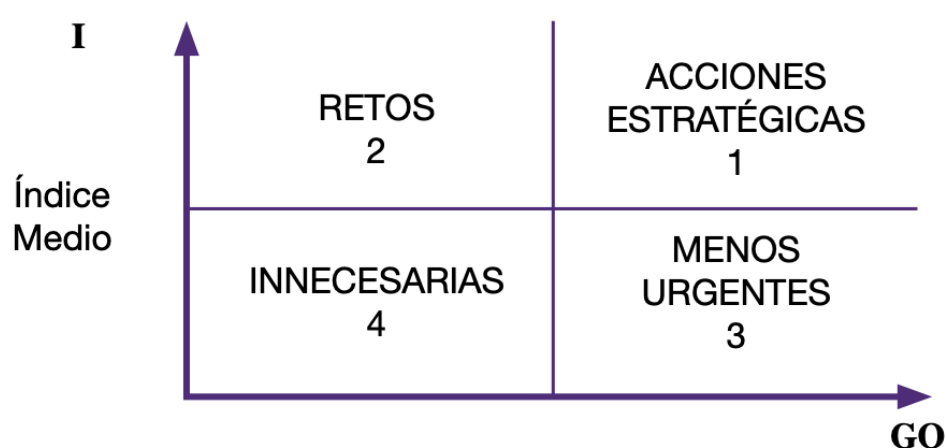 I
RETOS
2
ACCIONES
ESTRATÉGICAS
1
Índice
Medio
INNECESARIAS
4
MENOS
URGENTES
3
GO